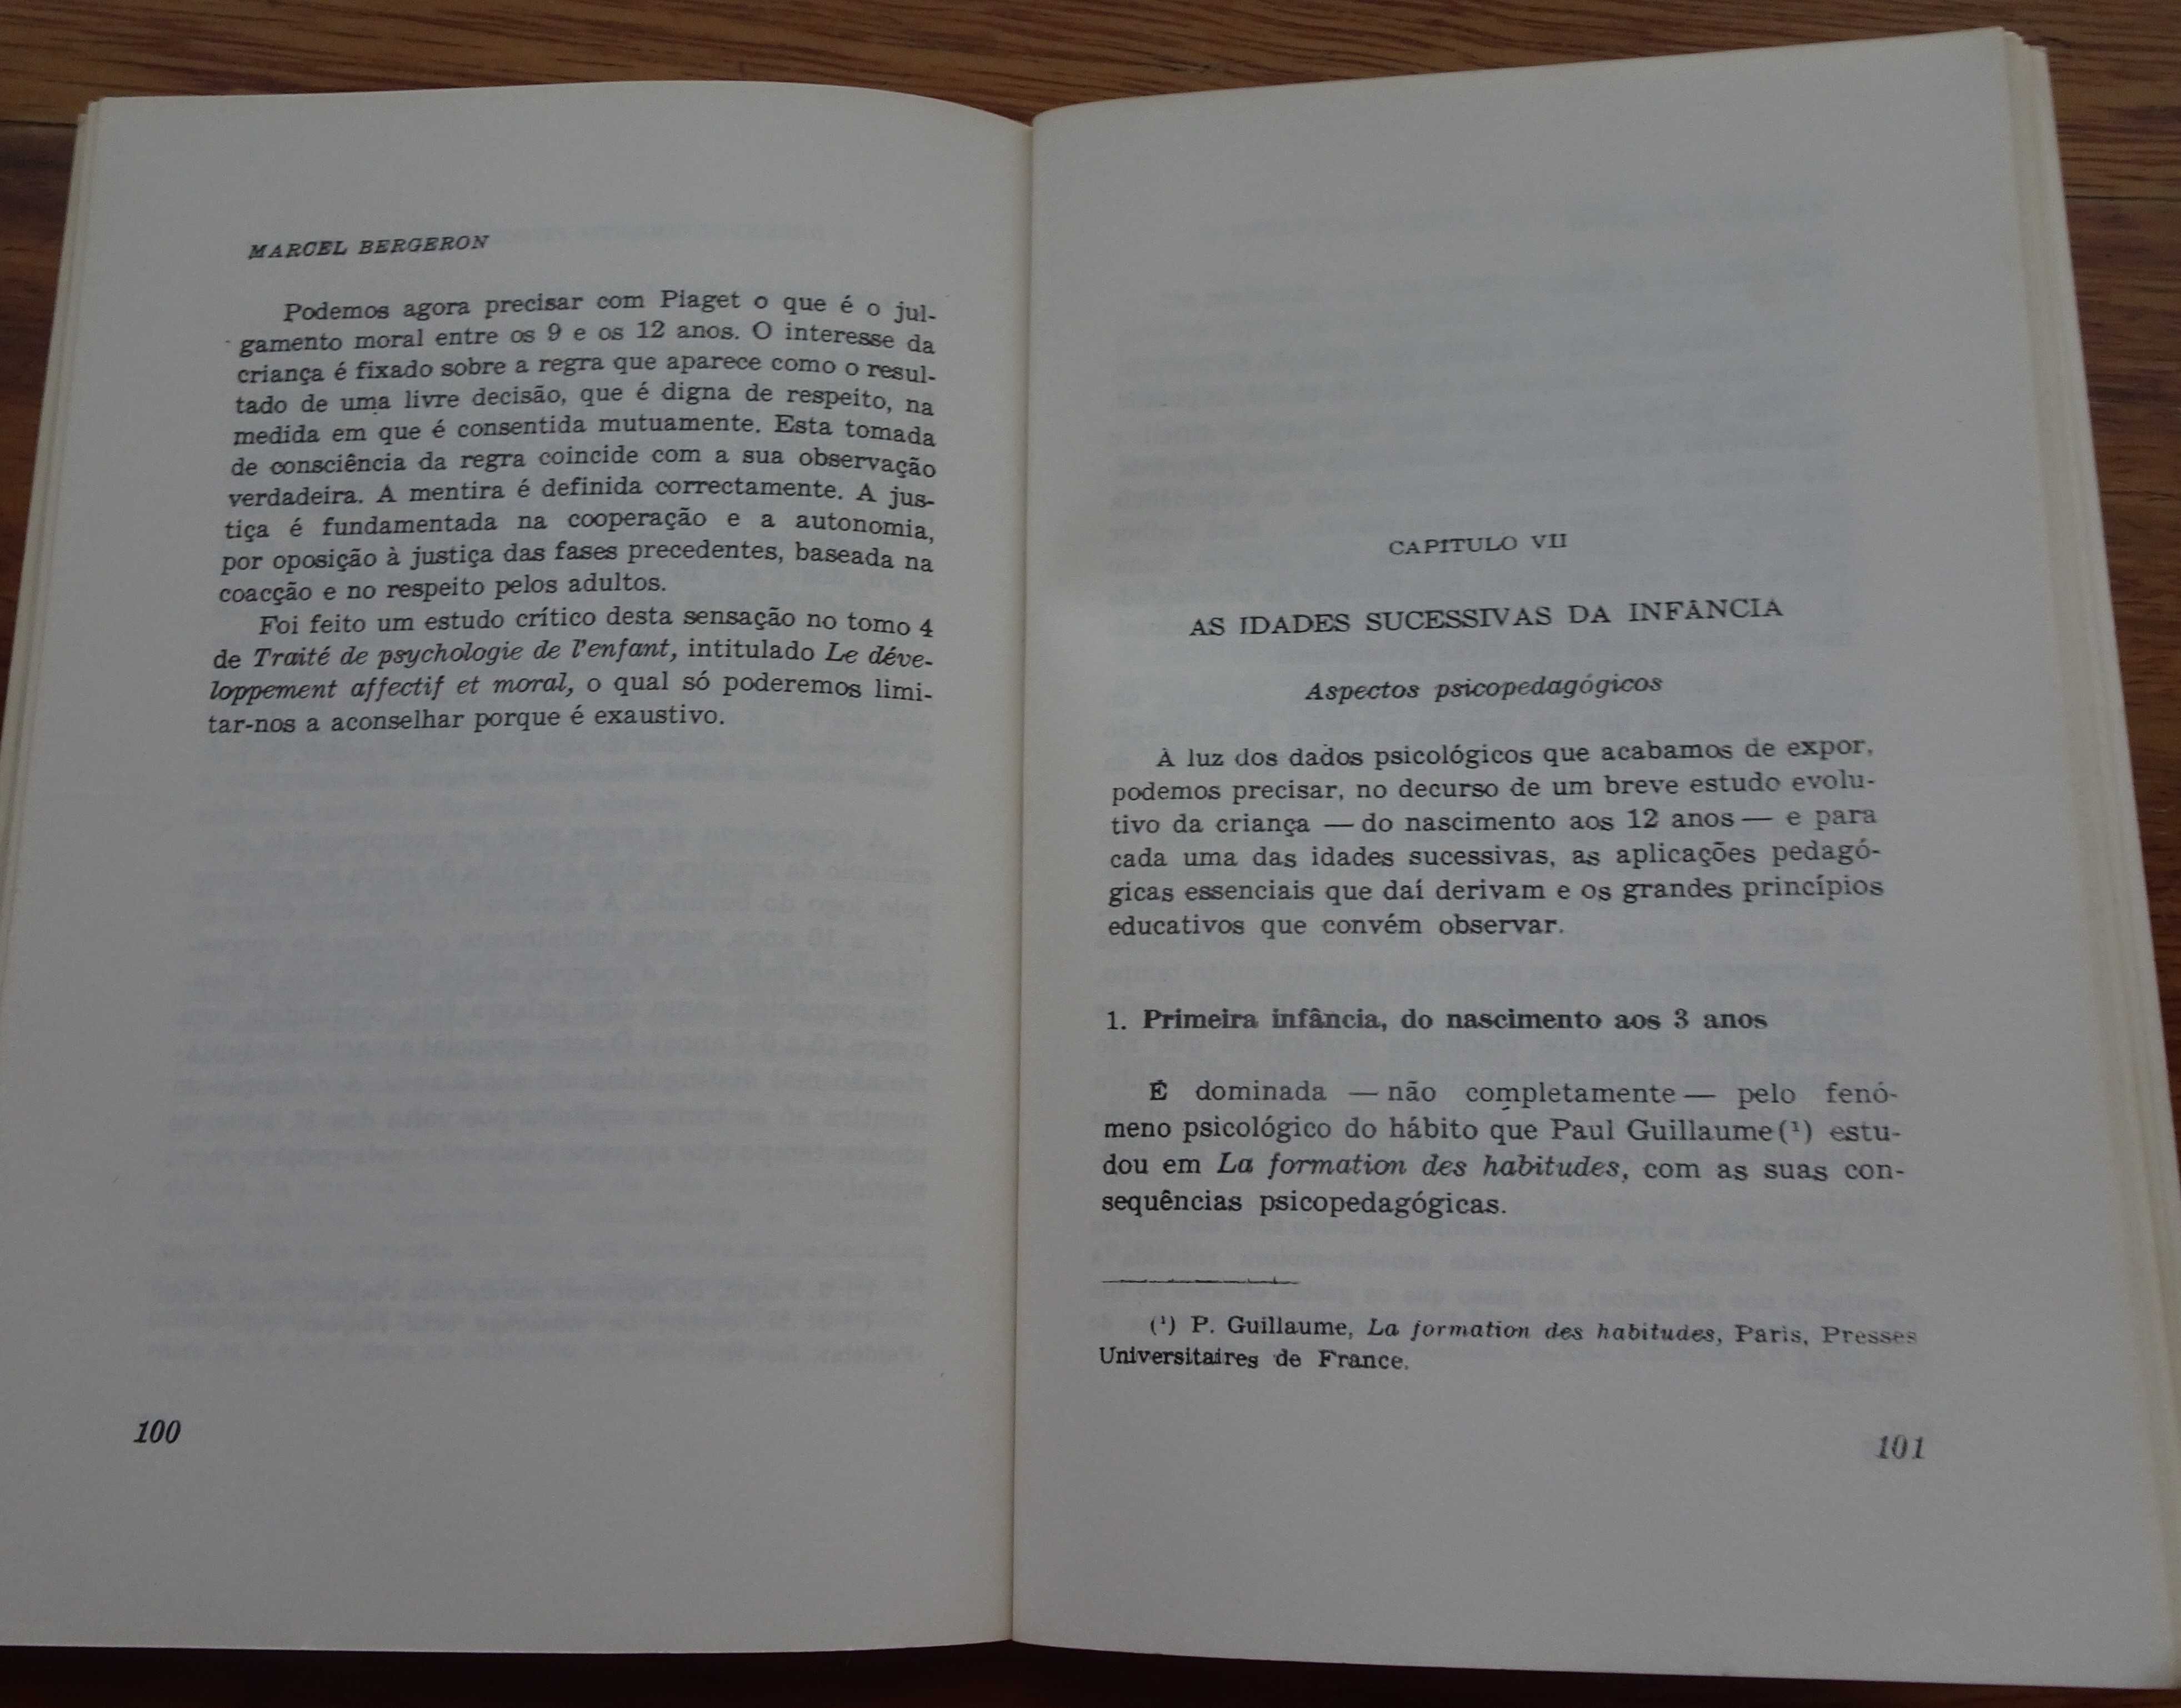 MARCEL BERGERON
Podemos agora precisar com Piaget o que é o jul-
gamento moral entre os 9 e os 12 anos. O interesse da
criança é fixado sobre a regra que aparece como o resul-
tado de uma livre decisão, que é digna de respeito, na
medida em que é consentida mutuamente. Esta tomada
de consciência da regra coincide com a sua observação
verdadeira. A mentira é definida correctamente. A jus-
tiça é fundamentada na cooperação e a autonomia,
por oposição à justiça das fases precedentes, baseada na
coacção e no respeito pelos adultos.
Foi feito um estudo crítico desta sensação no tomo 4
de Traité de psychologie de l'enfant, intitulado Le déve-
loppement affectif et moral, o qual só poderemos limi-
tar-nos a aconselhar porque é exaustivo.
100
CAPITULO VII
AS IDADES SUCESSIVAS DA INFÂNCIA
Aspectos psicopedagógicos
À luz dos dados psicológicos que acabamos de expor,
podemos precisar, no decurso de um breve estudo evolu-
tivo da criança — do nascimento aos 12 anos — e para
cada uma das idades sucessivas, as aplicações pedagó-
gicas essenciais que daí derivam e os grandes princípios
educativos que convém observar.
1. Primeira infância, do nascimento aos 3 anos
É dominada — não completamente — pelo fenó-
meno psicológico do hábito que Paul Guillaume (¹) estu-
dou em La formation des habitudes, com as suas con-
sequências psicopedagógicas.
(¹) P. Guillaume, La formation des habitudes, Paris, Presses
Universitaires de France.
101